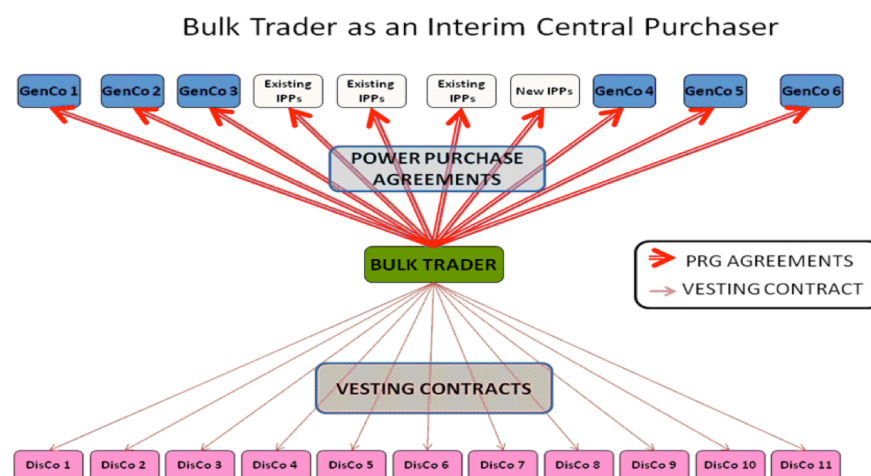 Bulk Trader as an Interim Central Purchaser
GenCo 1
GenCo 2
GenCo 3
Existing
IPPs
Existing
IPPs
Existing
IPPs
New IPPs
GenCo 4
GenCo 5
GenCo 6
POWER PURCHASE
AGREEMENTS
BULK TRADER
PRG AGREEMENTS
VESTING CONTRACT
VESTING CONTRACTS
DisCo 1
DisCo 2
DisCo 3
DisCo 4
DisCo 5
DisCo 6
DisCo 7
DisCo 8
DisCo 9
DisCo 10
DisCo 11